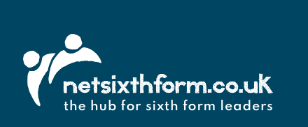 netsixthform.co.uk
the hub for sixth form leaders